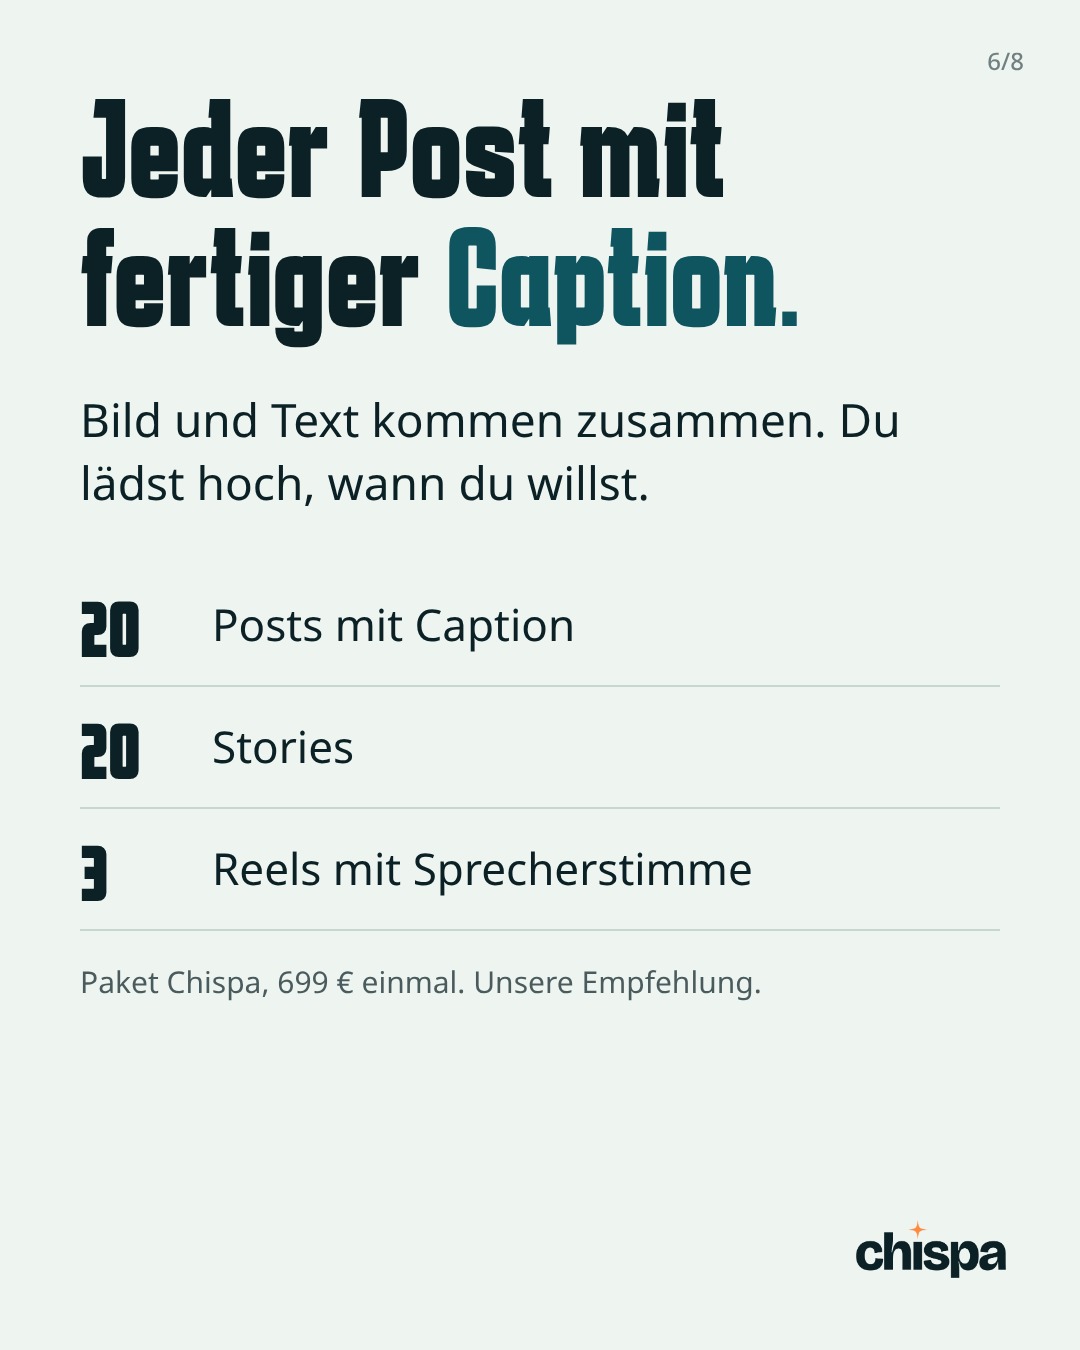 6/8
Jeder Post mit
fertiger Caption.
Bild und Text kommen zusammen. Du
lädst hoch, wann du willst.
20 Posts mit Caption
20 Stories
3 Reels mit Sprecherstimme
Paket Chispa, 699 € einmal. Unsere Empfehlung.
chispa